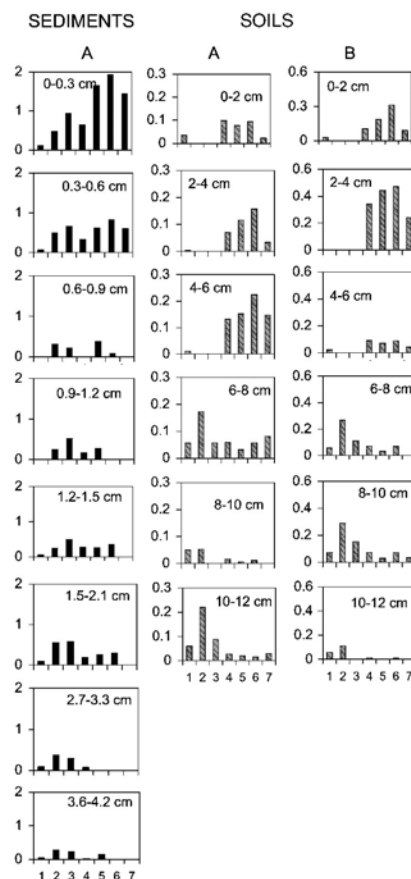 SEDIMENTS SOILS
A A B
2 1 0 0-0.3 cm
0.3 0.2 0.1 0 0-2 cm
0.6 0.4 0.2 0 0-2 cm
2 1 0 0.3-0.6 cm
0.3 0.2 0.1 0 2-4 cm
0.6 0.4 0.2 0 2-4 cm
2 1 0 0.6-0.9 cm
0.3 0.2 0.1 0 4-6 cm
0.6 0.4 0.2 0 4-6 cm
2 1 0 0.9-1.2 cm
0.3 0.2 0.1 0 6-8 cm
0.6 0.4 0.2 0 6-8 cm
2 1 0 1.2-1.5 cm
0.3 0.2 0.1 0 8-10 cm
0.6 0.4 0.2 0 8-10 cm
2 1 0 1.5-2.1 cm
0.3 0.2 0.1 0 10-12 cm
0.6 0.4 0.2 0 10-12 cm
1 2 3 4 5 6 7 1 2 3 4 5 6 7
2 1 0 2.7-3.3 cm
2 1 0 3.6-4.2 cm
1 2 3 4 5 6 7